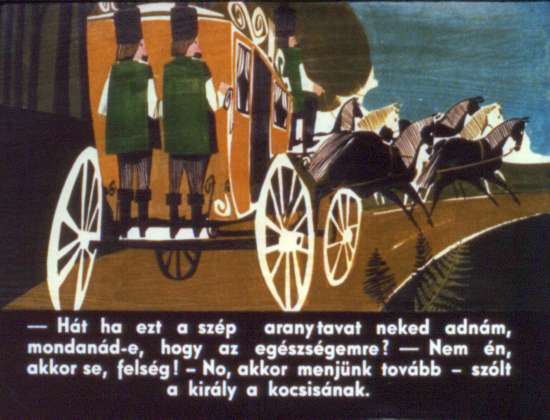 — Hát ha ezt a szép aranytavat neked adnám,
mondanád-e, hogy az egészségemre? — Nem én,
akkor se, felség! – No, akkor menjünk tovább – szólt
a király a kocsisának.